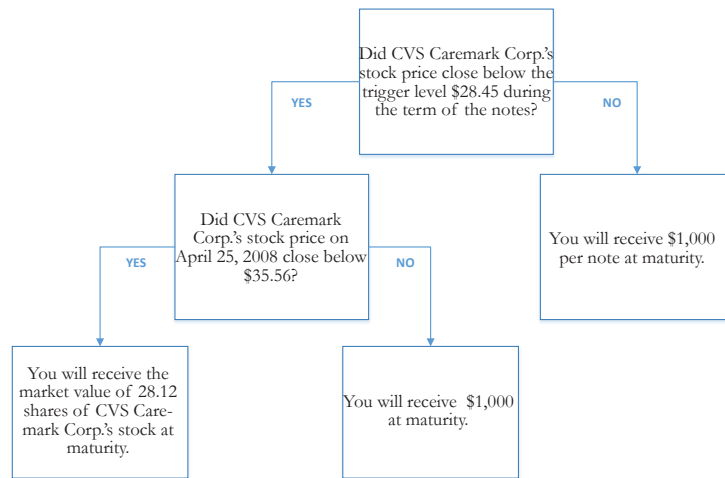 Did CVS Caremark Corp.'s
stock price close below the
trigger level $28.45 during
the term of the notes?
YES
NO
Did CVS Caremark
Corp.'s stock price on
April 25, 2008 close below
$35.56?
You will receive $1,000
per note at maturity.
YES
NO
You will receive the
market value of 28.12
shares of CVS Care-
mark Corp.'s stock at
maturity.
You will receive $1,000
at maturity.